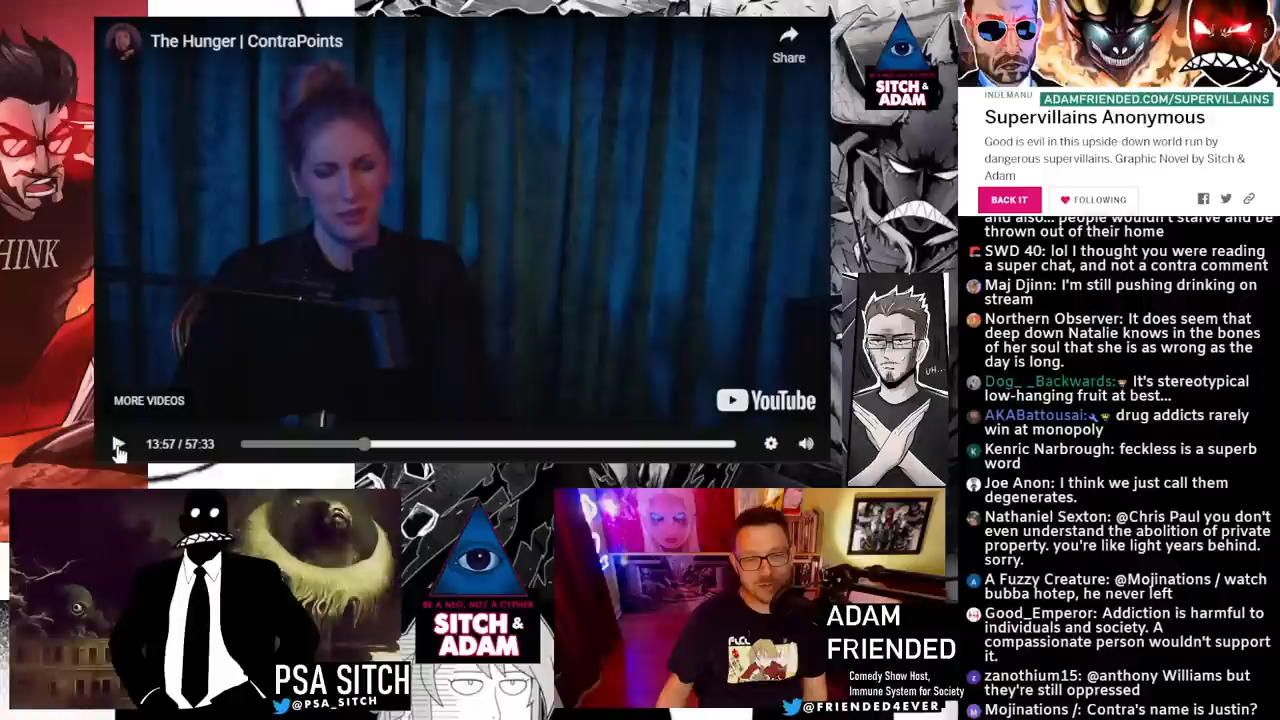 The Hunger | ContraPoints
Share
MORE VIDEOS
YouTube
13:57 / 57:33
HINK
SITCH &
ADAM
UH..
INDEMAND
ADAMFRIENDED.COM/SUPERVILLAINS
Supervillains Anonymous
Good is evil in this upside-down world run by
dangerous supervillains. Graphic Novel by Sitch &
Adam
BACK IT
FOLLOWING
and also... people wouldn't starve and be
thrown out of their home
SWD 40: lol I thought you were reading
a super chat, and not a contra comment
Maj Djinn: I'm still pushing drinking on
stream
Northern Observer: It does seem that
deep down Natalie knows in the bones
of her soul that she is as wrong as the
day is long.
Dog_ _Backwards: It's stereotypical
low-hanging fruit at best...
AKABattousai: drug addicts rarely
win at monopoly
Kenric Narbrough: feckless is a superb
word
Joe Anon: I think we just call them
degenerates.
Nathaniel Sexton: @Chris Paul you don't
even understand the abolition of private
property. you're like light years behind.
sorry.
A Fuzzy Creature: @Mojinations / watch
bubba hotep, he never left
Good_Emperor: Addiction is harmful to
individuals and society. A
compassionate person wouldn't support
it.
zanothium15: @anthony Williams but
they're still oppressed
Mojinations /: Contra's name is Justin?
PSA SITCH
@PSA_SITCH
BE A NEO, NOT A CYPHER
SITCH &
ADAM
FLCL
ADAM
FRIENDED
Comedy Show Host,
Immune System for Society
@FRIENDED4EVER